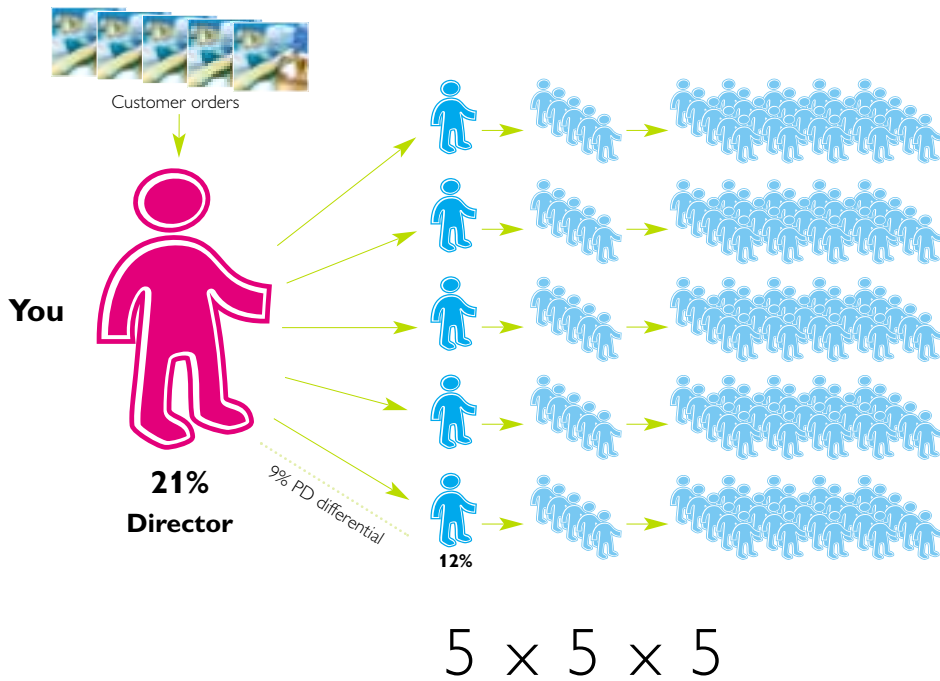 Customer orders
You
21%
Director
9% PD differential
12%
5 x 5 x 5